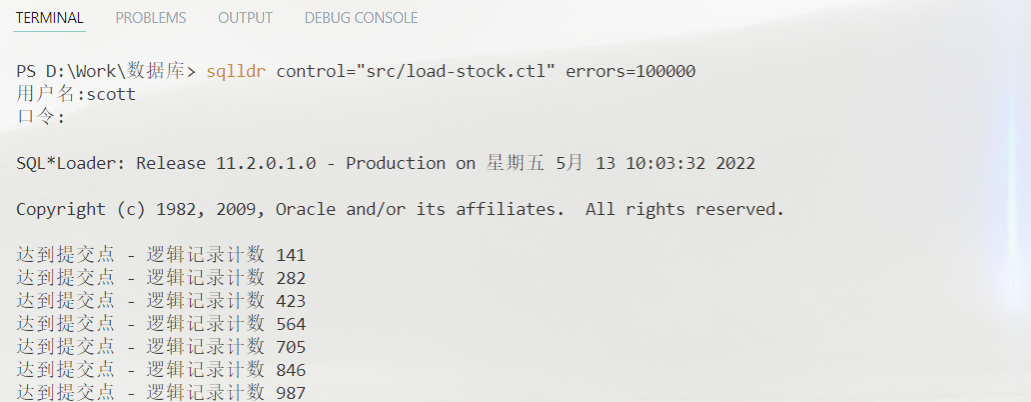 TERMINAL PROBLEMS OUTPUT DEBUG CONSOLE
PS D:\Work\数据库> sqlldr control="src/load-stock.ctl" errors=100000
用户名:scott
口令:
SQL*Loader: Release 11.2.0.1.0 - Production on 星期五 5月 13 10:03:32 2022
Copyright (c) 1982, 2009, Oracle and/or its affiliates.  All rights reserved.
达到提交点 - 逻辑记录计数 141
达到提交点 - 逻辑记录计数 282
达到提交点 - 逻辑记录计数 423
达到提交点 - 逻辑记录计数 564
达到提交点 - 逻辑记录计数 705
达到提交点 - 逻辑记录计数 846
达到提交点 - 逻辑记录计数 987